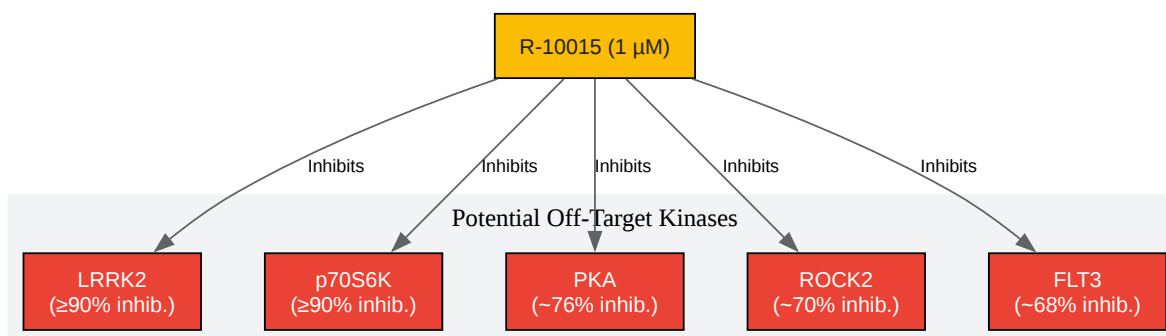 R-10015 (1 µM)
Inhibits
Inhibits
Inhibits
Inhibits
Inhibits
Potential Off-Target Kinases
LRRK2
(≥90% inhib.)
p70S6K
(≥90% inhib.)
PKA
(~76% inhib.)
ROCK2
(~70% inhib.)
FLT3
(~68% inhib.)